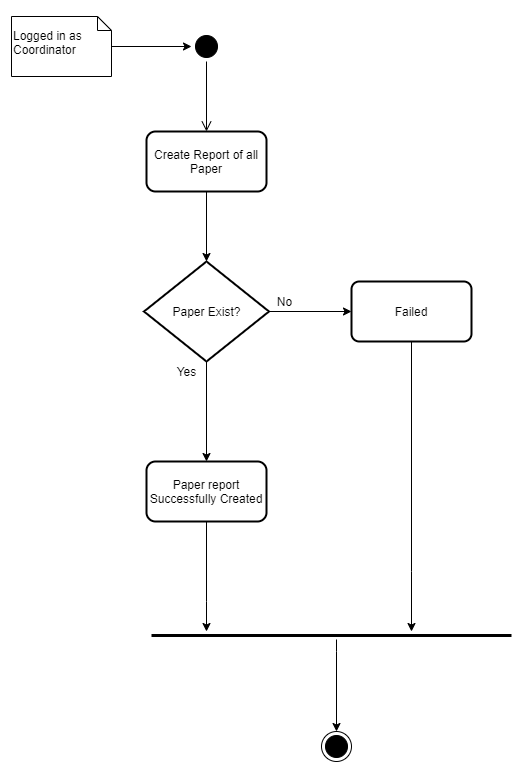 Logged in as
Coordinator
Create Report of all
Paper
Paper Exist?
No
Failed
Yes
Paper report
Successfully Created